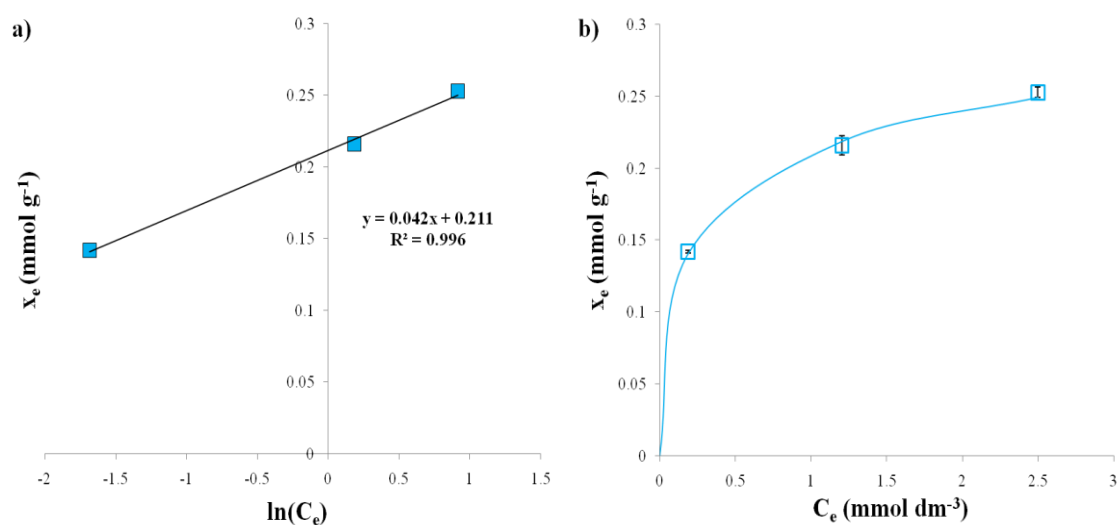 a)
0.3
0.25
0.2
0.15
0.1
0.05
0
xₑ (mmol g⁻¹)
y = 0.042x + 0.211
R² = 0.996
-2 -1.5 -1 -0.5 0 0.5 1 1.5
ln(Cₑ)
b)
0.3
0.25
0.2
0.15
0.1
0.05
0
xₑ (mmol g⁻¹)
0 0.5 1 1.5 2 2.5 3
Cₑ (mmol dm⁻³)